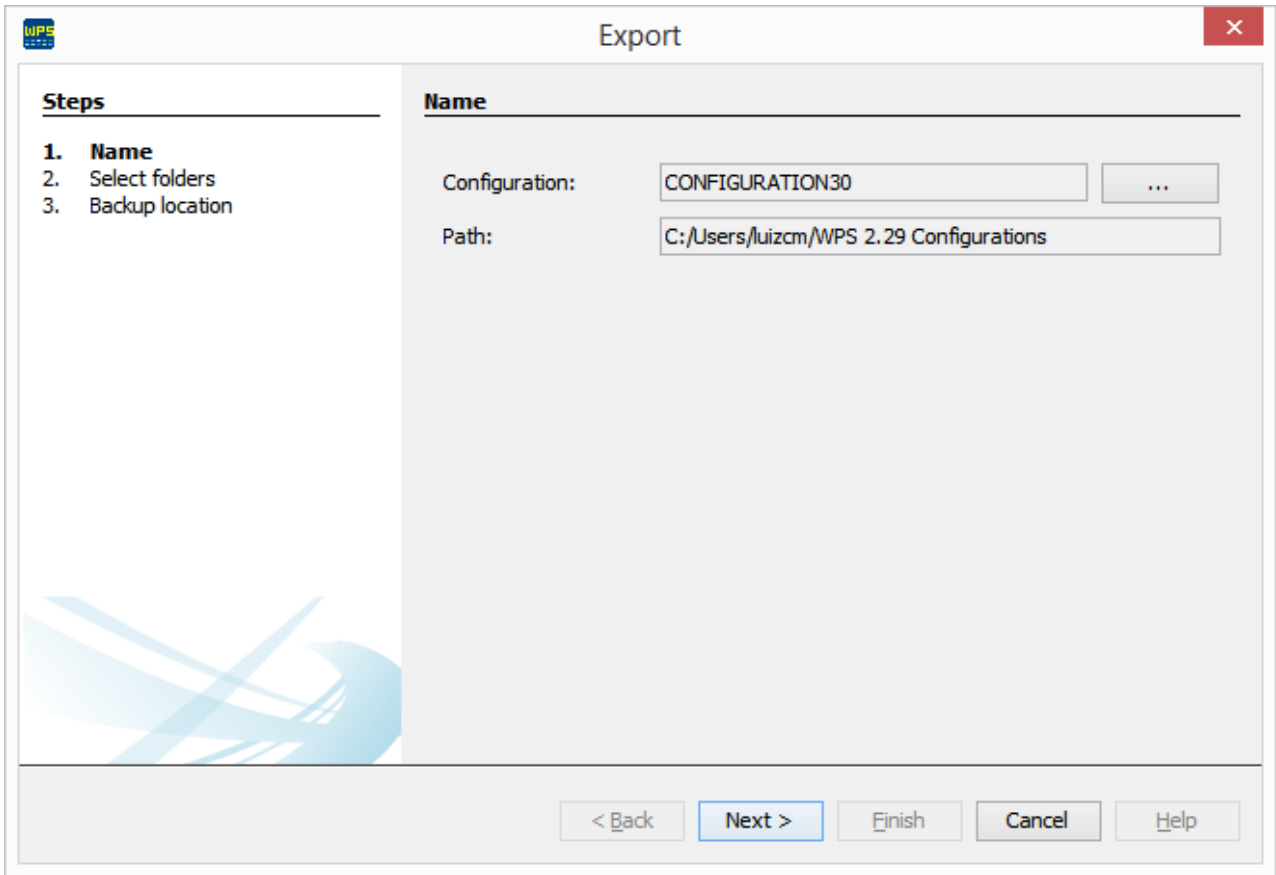 WPS
Export
Steps
1. Name
2. Select folders
3. Backup location
Name
Configuration: CONFIGURATION30 ...
Path: C:/Users/luizcm/WPS 2.29 Configurations
< Back Next > Finish Cancel Help